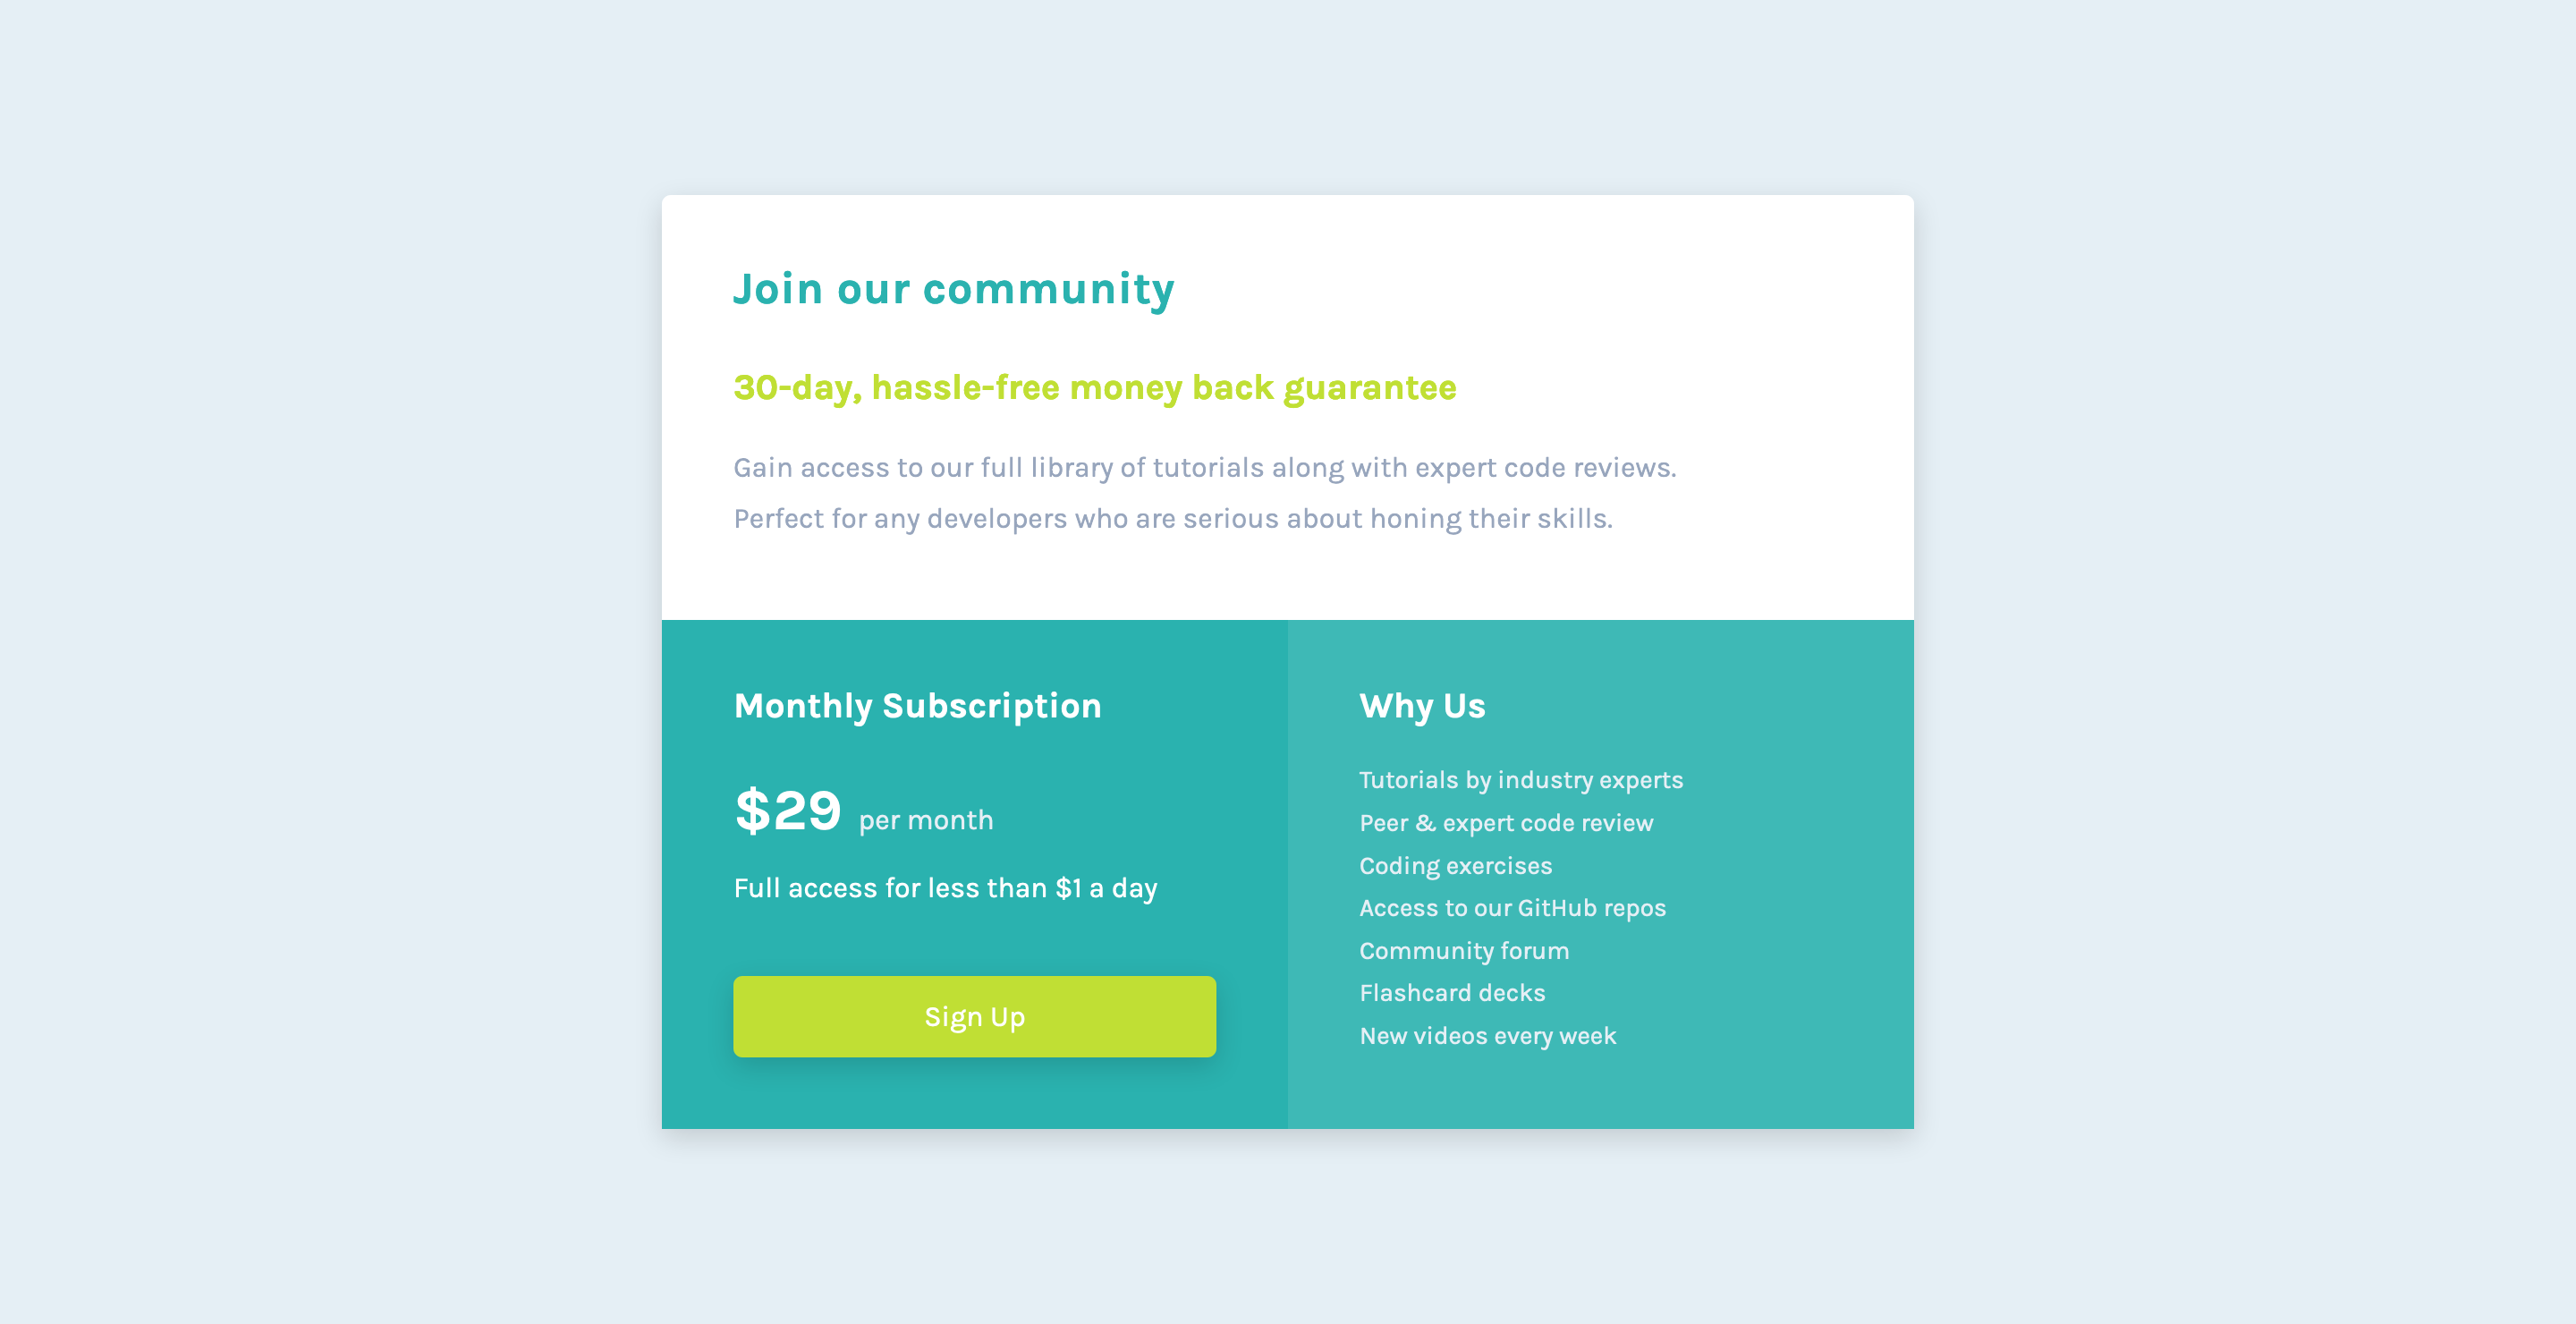 Join our community
30-day, hassle-free money back guarantee
Gain access to our full library of tutorials along with expert code reviews.
Perfect for any developers who are serious about honing their skills.
Monthly Subscription
$29 per month
Full access for less than $1 a day
Sign Up
Why Us
Tutorials by industry experts
Peer & expert code review
Coding exercises
Access to our GitHub repos
Community forum
Flashcard decks
New videos every week